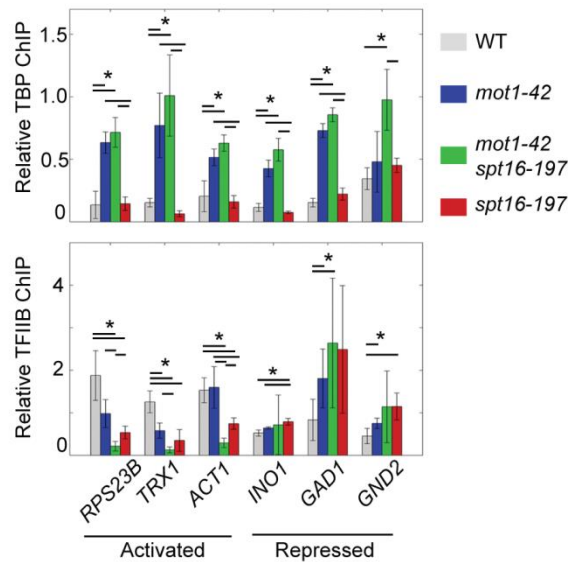 Relative TBP ChIP
1.5
1.0
0.5
0
*
*
*
*
*
*
WT
mot1-42
mot1-42
spt16-197
spt16-197
Relative TFIIB ChIP
4
2
0
*
*
*
*
*
*
RPS23B
TRX1
ACT1
INO1
GAD1
GND2
Activated
Repressed